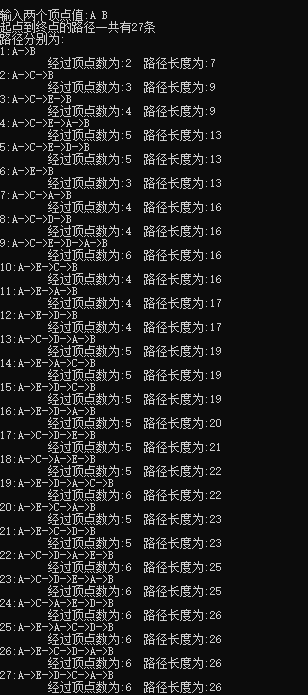 输入两个顶点值:A B
起点到终点的路径一共有27条
路径分别为:
1:A->B
经过顶点数为:2 路径长度为:7
2:A->C->B
经过顶点数为:3 路径长度为:9
3:A->C->E->B
经过顶点数为:4 路径长度为:9
4:A->C->E->A->B
经过顶点数为:5 路径长度为:13
5:A->C->E->D->B
经过顶点数为:5 路径长度为:13
6:A->E->B
经过顶点数为:3 路径长度为:13
7:A->C->A->B
经过顶点数为:4 路径长度为:16
8:A->C->D->B
经过顶点数为:4 路径长度为:16
9:A->C->E->D->A->B
经过顶点数为:6 路径长度为:16
10:A->E->C->B
经过顶点数为:4 路径长度为:16
11:A->E->A->B
经过顶点数为:4 路径长度为:17
12:A->E->D->B
经过顶点数为:4 路径长度为:17
13:A->C->D->A->B
经过顶点数为:5 路径长度为:19
14:A->E->A->C->B
经过顶点数为:5 路径长度为:19
15:A->E->D->C->B
经过顶点数为:5 路径长度为:19
16:A->E->D->A->B
经过顶点数为:5 路径长度为:20
17:A->C->D->E->B
经过顶点数为:5 路径长度为:21
18:A->C->A->E->B
经过顶点数为:5 路径长度为:22
19:A->E->D->A->C->B
经过顶点数为:6 路径长度为:22
20:A->E->C->A->B
经过顶点数为:5 路径长度为:23
21:A->E->C->D->B
经过顶点数为:5 路径长度为:23
22:A->C->D->A->E->B
经过顶点数为:6 路径长度为:25
23:A->C->D->E->A->B
经过顶点数为:6 路径长度为:25
24:A->C->A->E->D->B
经过顶点数为:6 路径长度为:26
25:A->E->A->C->D->B
经过顶点数为:6 路径长度为:26
26:A->E->C->D->A->B
经过顶点数为:6 路径长度为:26
27:A->E->D->C->A->B
经过顶点数为:6 路径长度为:26